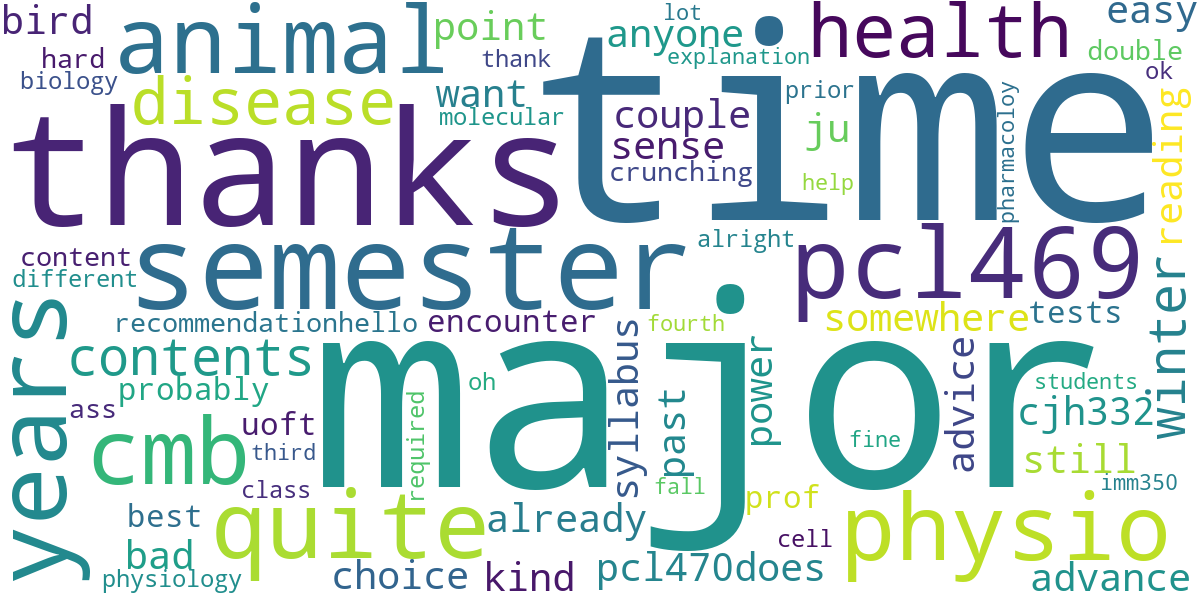 bird
animal
point
lot
anyone
health
easy
hard
thank
explanation
double
biology
disease
want
time
prior
ok
molecular
couple
ju
pharmacoloy
reading
thanks
sense
crunching
help
semester
alright
pcl469
content
different
years
recommendationhello
encounter
syllabus
fourth
somewhere
tests
winter
contents
major
power
advice
probably
oh
past
students
ass
cmb
uoft
required
fine
cjh332
third
still
class
fall
imm350
quite
prof
physio
best
already
cell
bad
physiology
choice
kind
pcl470does
advance